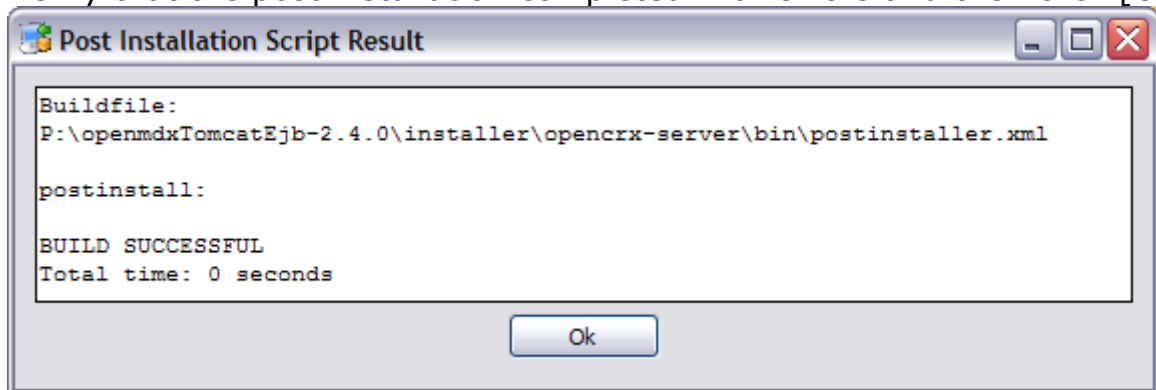 Post Installation Script Result
Buildfile:
P:\openmdxTomcatEjb-2.4.0\installer\opencrx-server\bin\postinstaller.xml
postinstall:
BUILD SUCCESSFUL
Total time: 0 seconds
Ok